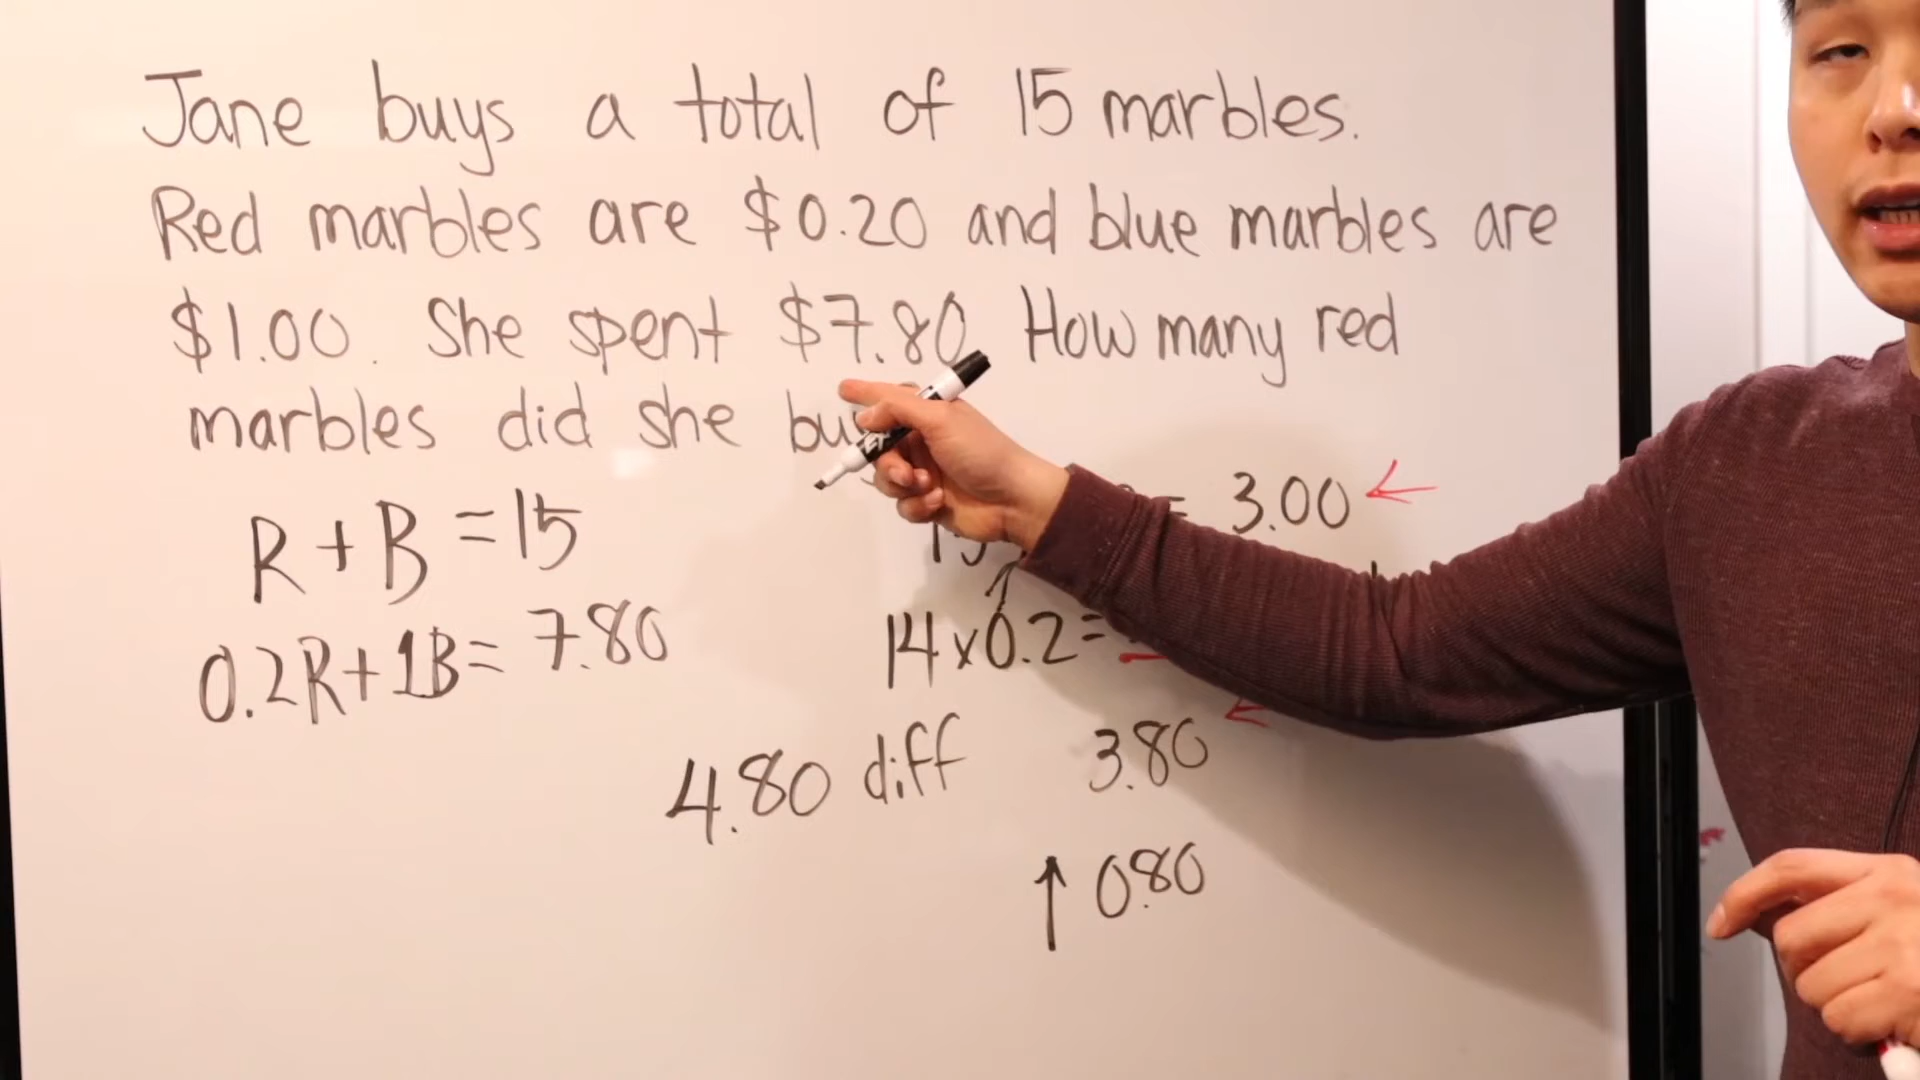 Jane buys a total of 15 marbles.
Red marbles are $0.20 and blue marbles are
$1.00. She spent $7.80 How many red
marbles did she
R + B = 15
= 3.00
0.2R + 1B = 7.80
14 x 0.2 =
4.80 diff
3.80
↑ 0.80